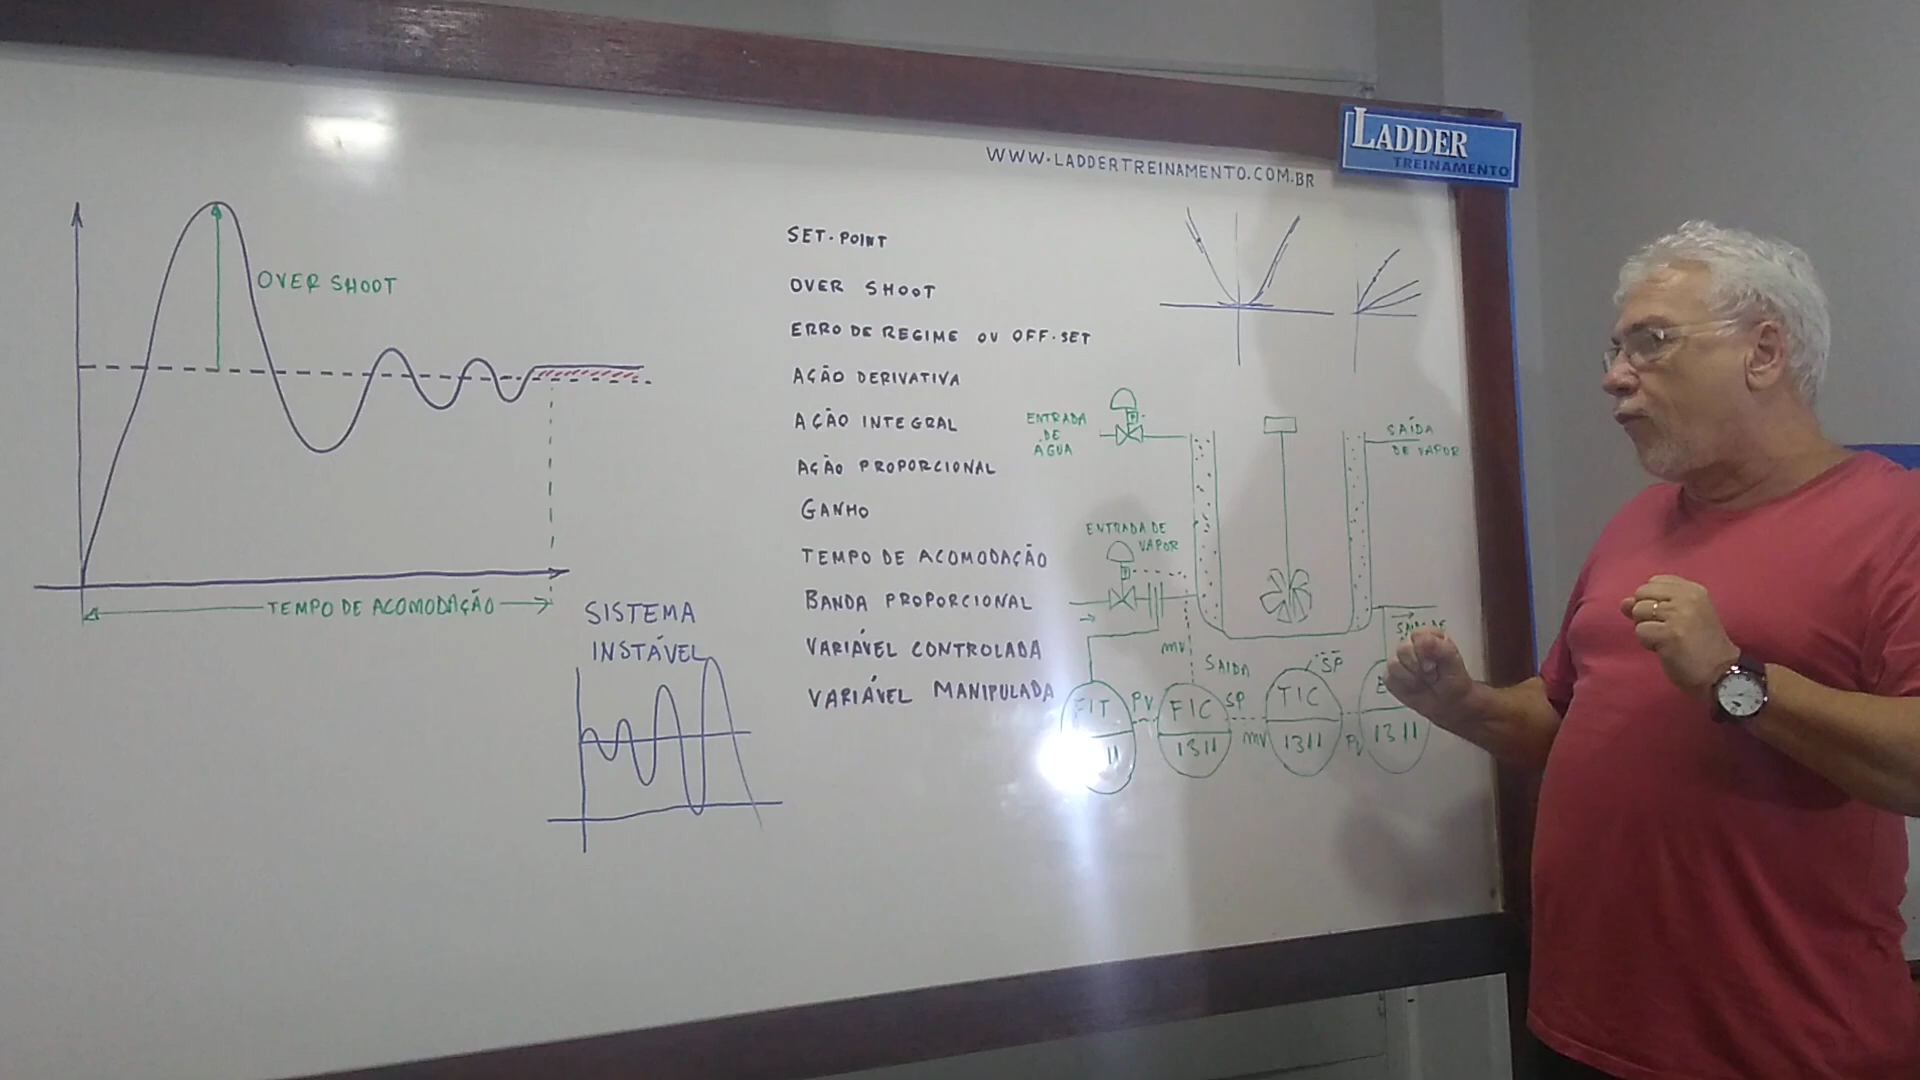 LADDER
TREINAMENTO
WWW.LADDERTREINAMENTO.COM.BR
OVER SHOOT
TEMPO DE ACOMODAÇÃO
SISTEMA
INSTÁVEL
SET-POINT
OVER SHOOT
ERRO DE REGIME OU OFF-SET
AÇÃO DERIVATIVA
AÇÃO INTEGRAL
AÇÃO PROPORCIONAL
GANHO
TEMPO DE ACOMODAÇÃO
BANDA PROPORCIONAL
VARIÁVEL CONTROLADA
VARIÁVEL MANIPULADA
ENTRADA
DE
ÁGUA
SAÍDA
DE VAPOR
ENTRADA DE
VAPOR
MV
SAIDA
SP
FIT
PV
FIC
1311
SP
MV
TIC
1311
PV
1311